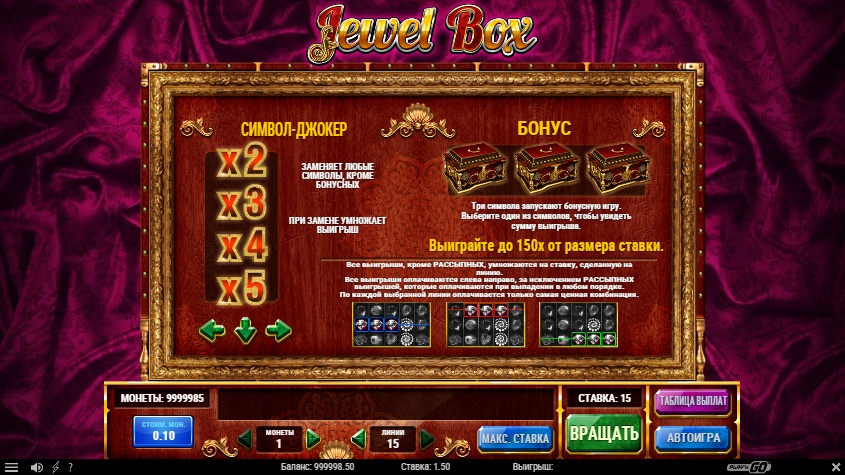 Jewel Box
СИМВОЛ-ДЖОКЕР
x2
x3
x4
x5
ЗАМЕНЯЕТ ЛЮБЫЕ
СИМВОЛЫ, КРОМЕ
БОНУСНЫХ
ПРИ ЗАМЕНЕ УМНОЖАЕТ
ВЫИГРЫШ
БОНУС
Три символа запускают бонусную игру.
Выберите один из символов, чтобы увидеть
сумму выигрыша.
Выиграйте до 150x от размера ставки.
Все выигрыши, кроме РАССЫПНЫХ, умножаются на ставку, сделанную на
линию.
Все выигрыши оплачиваются слева направо, за исключением РАССЫПНЫХ
выигрышей, которые оплачиваются при выпадении в любом порядке.
По каждой выбранной линии оплачивается только самая ценная комбинация.
МОНЕТЫ: 9999985
СТАВКА: 15
ТАБЛИЦА ВЫПЛАТ
СТОИМ. МОН.
0.10
МОНЕТЫ
1
ЛИНИИ
15
МАКС. СТАВКА
ВРАЩАТЬ
АВТОИГРА
?
Баланс: 999998.50
Ставка: 1.50
Выигрыш:
PLAY'N GO